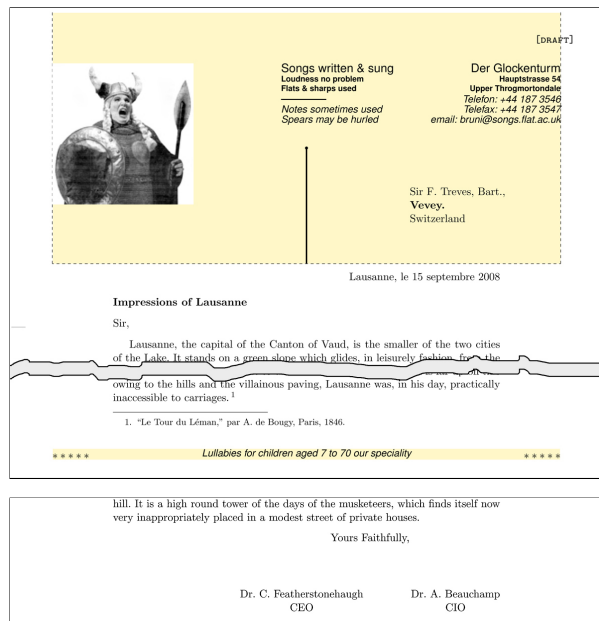 [DRAFT]
Songs written & sung
Loudness no problem
Flats & sharps used
Notes sometimes used
Spears may be hurled
Der Glockenturm
Hauptstrasse 54
Upper Throgmortondale
Telefon: +44 187 3546
Telefax: +44 187 3547
email: bruni@songs.flat.ac.uk
Sir F. Treves, Bart.,
Vevey.
Switzerland
Lausanne, le 15 septembre 2008
Impressions of Lausanne
Sir,
Lausanne, the capital of the Canton of Vaud, is the smaller of the two cities
of the Lake. It stands on a green slope which glides, in leisurely fashion, from the
owing to the hills and the villainous paving, Lausanne was, in his day, practically
inaccessible to carriages. 1
1. “Le Tour du Léman,” par A. de Bougy, Paris, 1846.
* * * * * Lullabies for children aged 7 to 70 our speciality * * * * *
hill. It is a high round tower of the days of the musketeers, which finds itself now
very inappropriately placed in a modest street of private houses.
Yours Faithfully,
Dr. C. Featherstonehaugh Dr. A. Beauchamp
CEO CIO